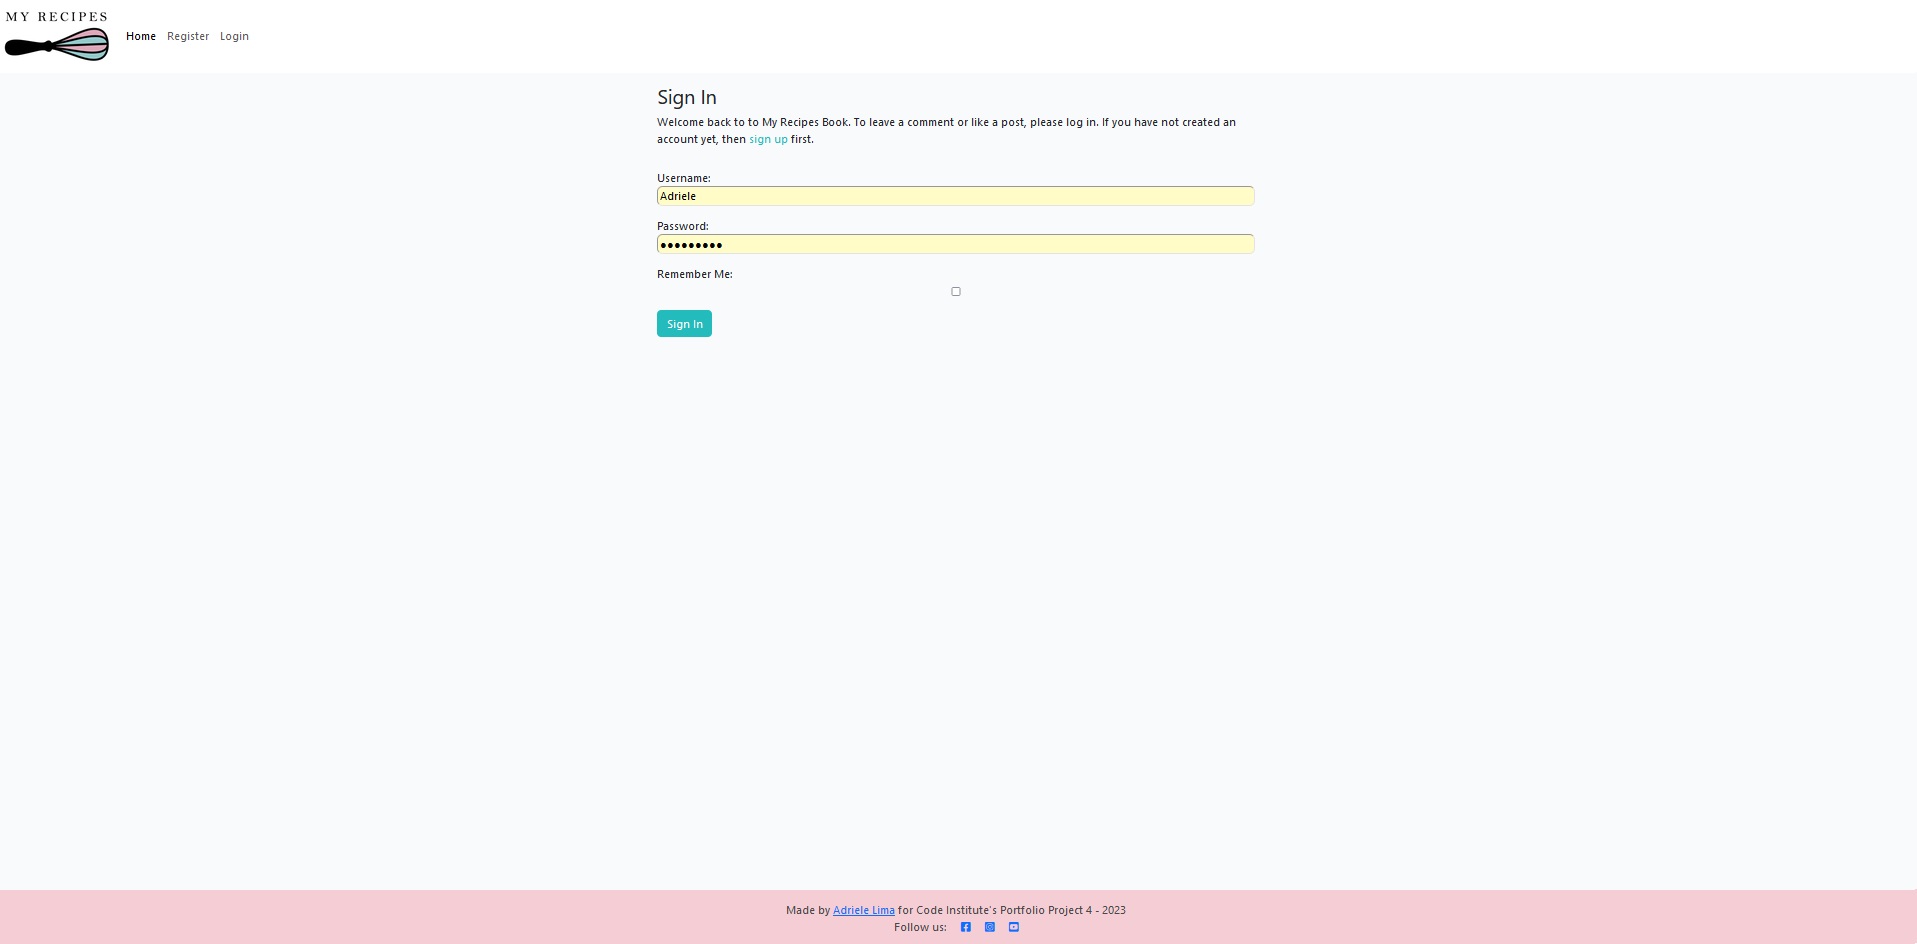 MY RECIPES
Home Register Login
Sign In
Welcome back to to My Recipes Book. To leave a comment or like a post, please log in. If you have not created an
account yet, then sign up first.
Username:
Adriele
Password:
•••••••••
Remember Me:
Sign In
Made by Adriele Lima for Code Institute's Portfolio Project 4 - 2023
Follow us: